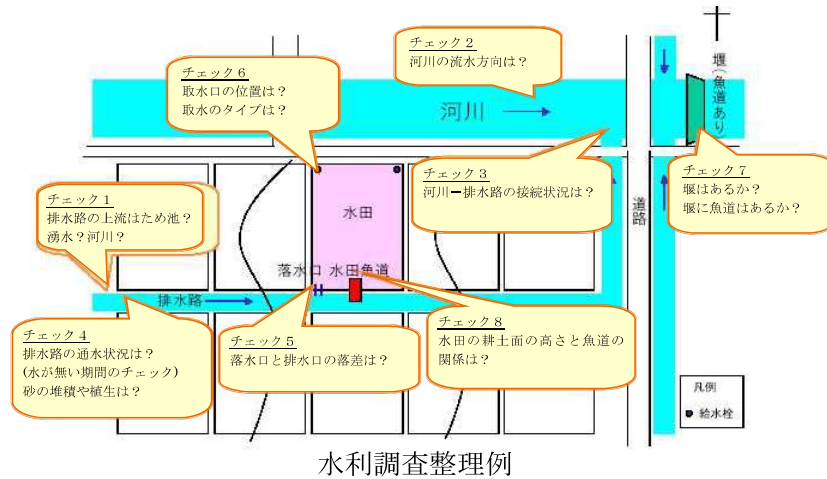 チェック2
河川の流水方向は？
チェック6
取水口の位置は？
取水のタイプは？
堰(魚道あり)
河川
チェック3
河川ー排水路の接続状況は？
チェック7
堰はあるか？
堰に魚道はあるか？
チェック1
排水路の上流はため池？
湧水？河川？
水田
道路
落水口 水田魚道
排水路
チェック4
排水路の通水状況は？
(水が無い期間のチェック)
砂の堆積や植生は？
チェック5
落水口と排水口の落差は？
チェック8
水田の耕土面の高さと魚道の
関係は？
凡例
給水栓
水利調査整理例